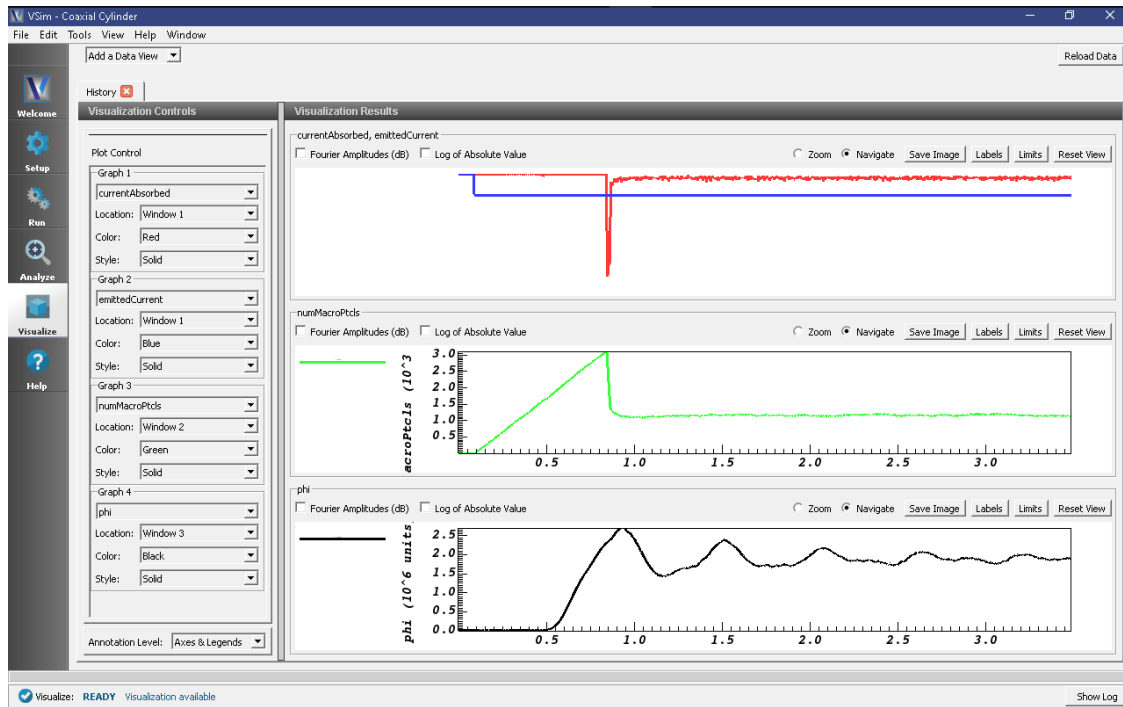 VSim - Coaxial Cylinder
File Edit Tools View Help Window
Add a Data View
Reload Data
History
Welcome
Setup
Run
Analyze
Visualize
Help
Visualization Controls
Plot Control
Graph 1
currentAbsorbed
Location: Window 1
Color: Red
Style: Solid
Graph 2
emittedCurrent
Location: Window 1
Color: Blue
Style: Solid
Graph 3
numMacroPtcls
Location: Window 2
Color: Green
Style: Solid
Graph 4
phi
Location: Window 3
Color: Black
Style: Solid
Annotation Level: Axes & Legends
Visualization Results
currentAbsorbed, emittedCurrent
Fourier Amplitudes (dB) Log of Absolute Value Zoom Navigate Save Image Labels Limits Reset View
numMacroPtcls
Fourier Amplitudes (dB) Log of Absolute Value Zoom Navigate Save Image Labels Limits Reset View
acroPtcls (10^3
3.0
2.5
2.0
1.5
1.0
0.5
0.5 1.0 1.5 2.0 2.5 3.0
phi
Fourier Amplitudes (dB) Log of Absolute Value Zoom Navigate Save Image Labels Limits Reset View
phi (10^6 units
2.5
2.0
1.5
1.0
0.5
0.0
0.5 1.0 1.5 2.0 2.5 3.0
Visualize: READY Visualization available
Show Log